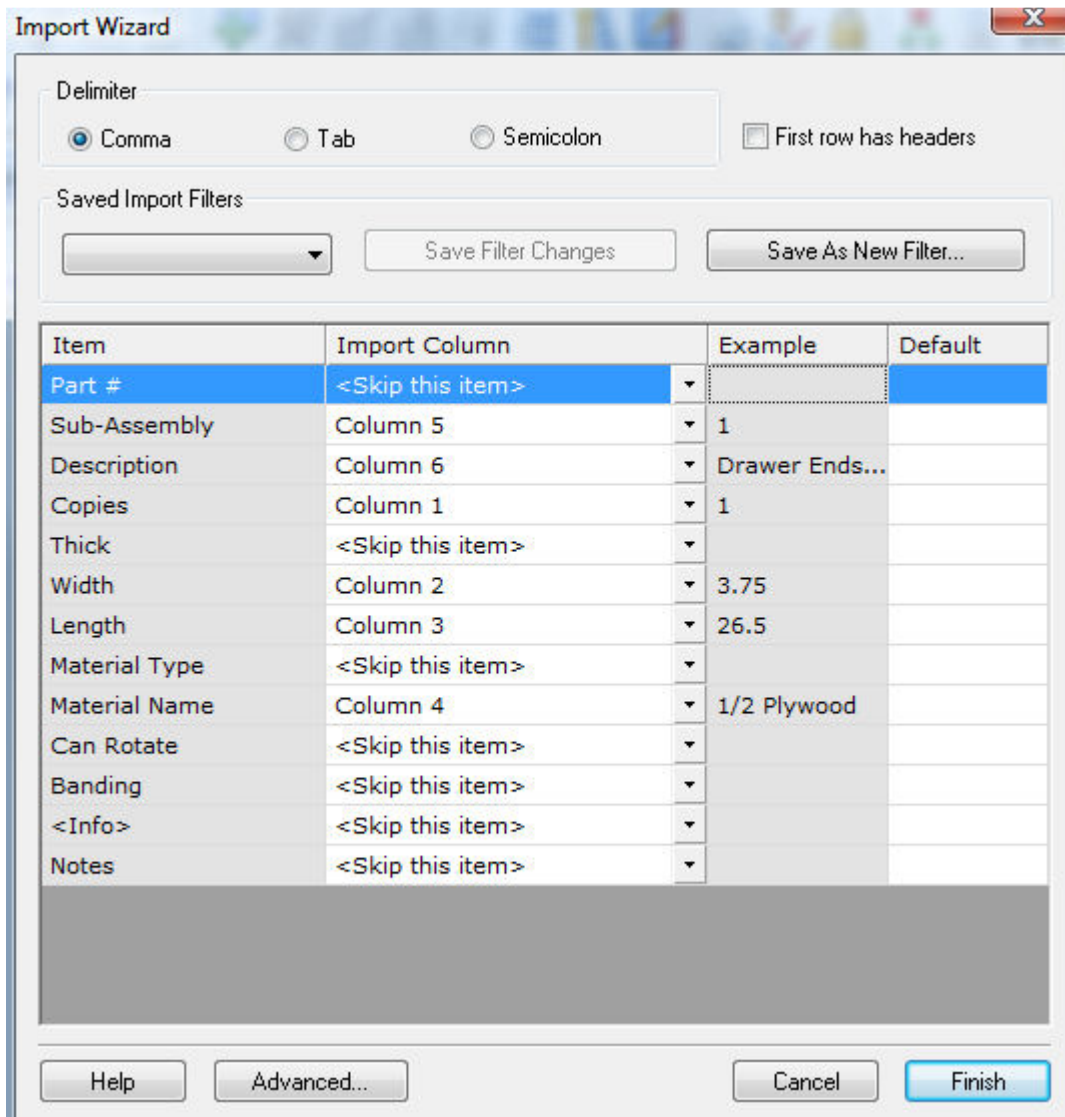 Import Wizard
Delimiter
Comma Tab Semicolon First row has headers
Saved Import Filters
Save Filter Changes Save As New Filter...
Item Import Column Example Default
Part # <Skip this item>
Sub-Assembly Column 5 1
Description Column 6 Drawer Ends...
Copies Column 1 1
Thick <Skip this item>
Width Column 2 3.75
Length Column 3 26.5
Material Type <Skip this item>
Material Name Column 4 1/2 Plywood
Can Rotate <Skip this item>
Banding <Skip this item>
<Info> <Skip this item>
Notes <Skip this item>
Help Advanced... Cancel Finish